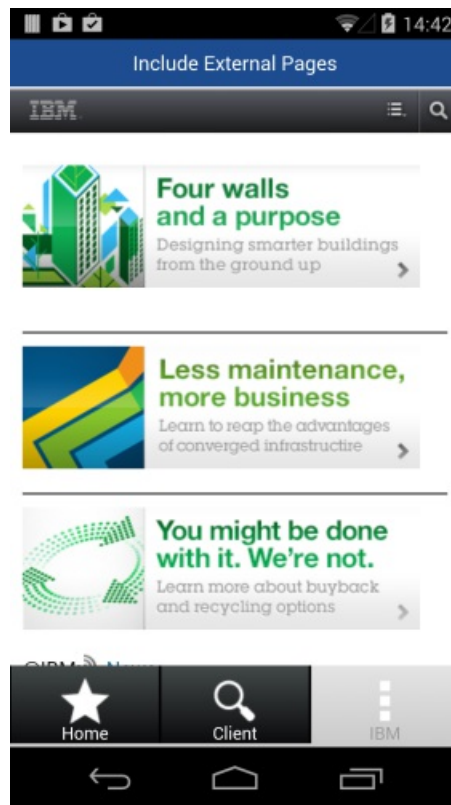 14:42
Include External Pages
IBM.
Four walls
and a purpose
Designing smarter buildings
from the ground up
Less maintenance,
more business
Learn to reap the advantages
of converged infrastructire
You might be done
with it. We're not.
Learn more about buyback
and recycling options
Home
Client
IBM